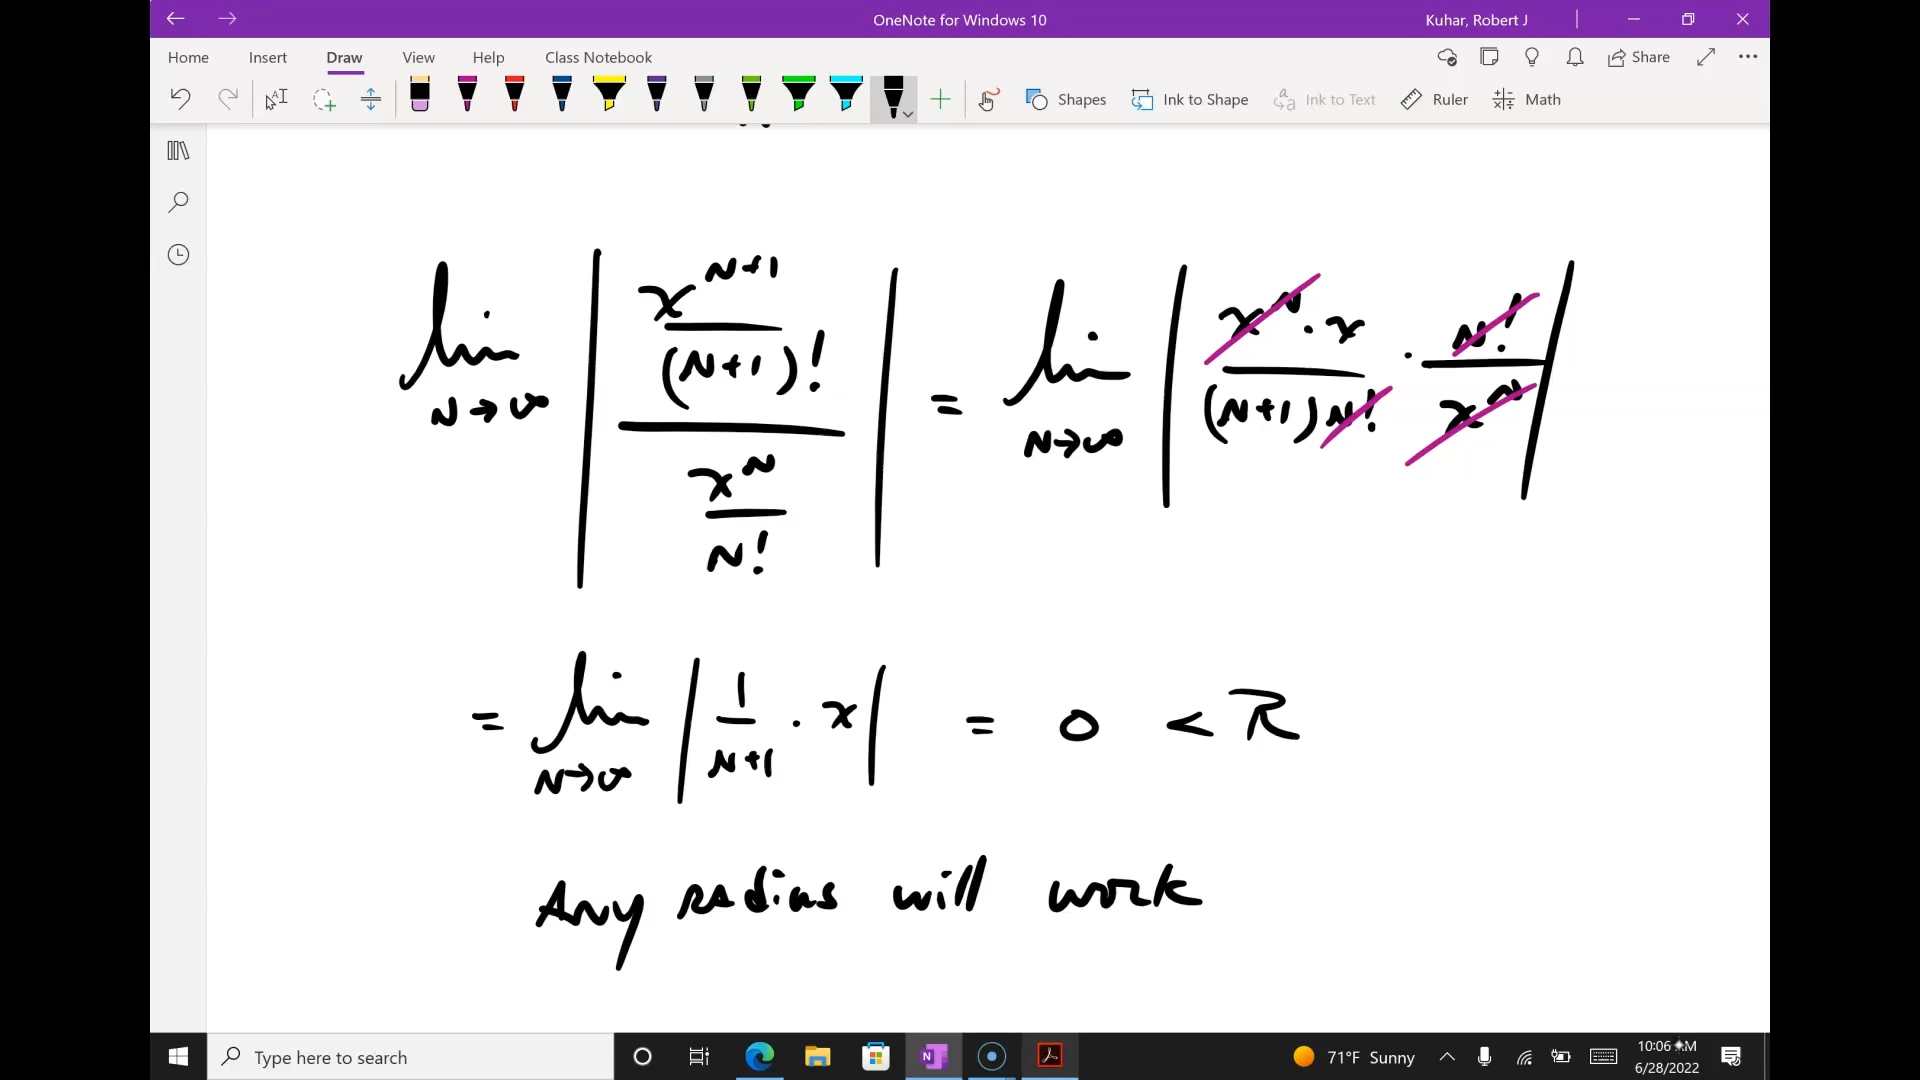 OneNote for Windows 10
Kuhar, Robert J
Home Insert Draw View Help Class Notebook Share
Shapes Ink to Shape Ink to Text Ruler Math
lim N→∞ | (x^(N+1) / (N+1)!) / (x^N / N!) | = lim N→∞ | (x^N · x) / ((N+1) N!) · N! / x^N |
= lim N→∞ | 1/(N+1) · x | = 0 < R
Any radius will work
Type here to search
71°F Sunny
10:06
6/28/2022